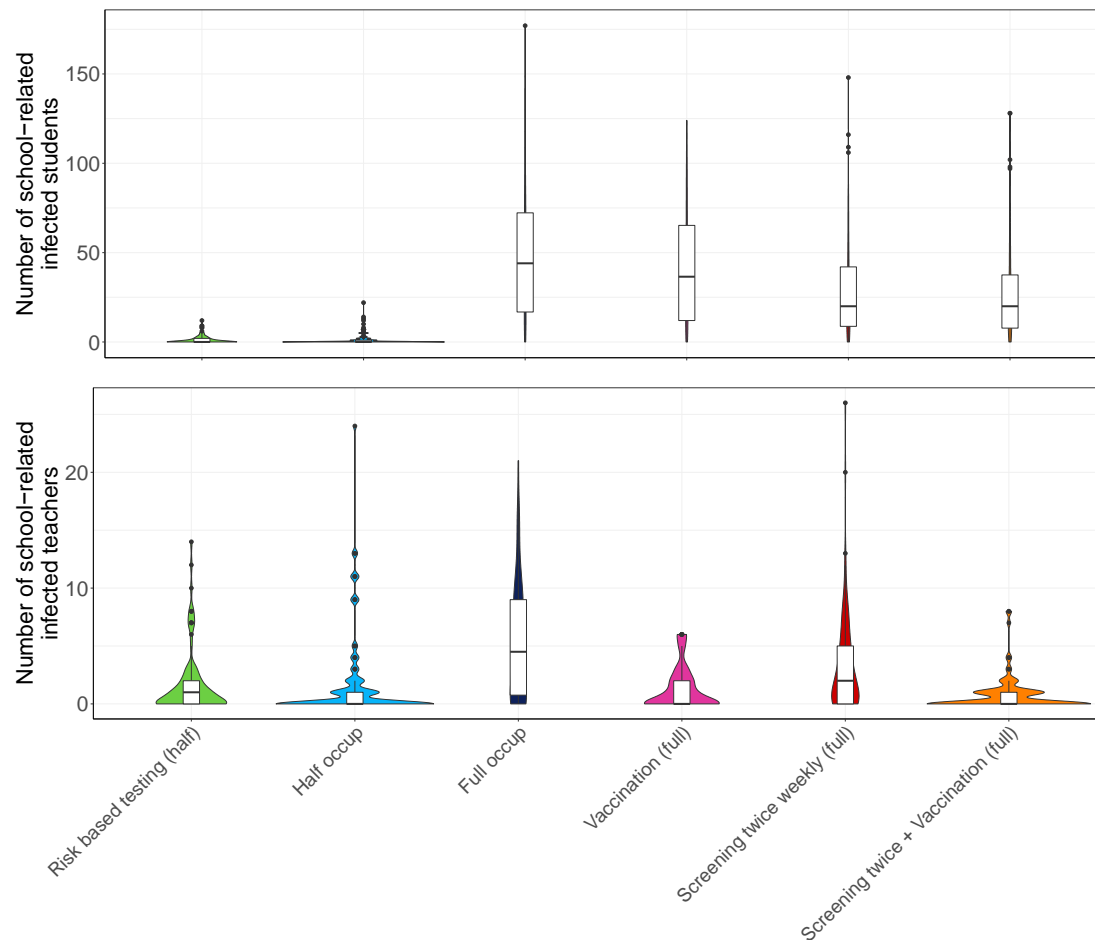 Number of school−related
infected students
150
100
50
0
Number of school−related
infected teachers
20
10
0
Risk based testing (half)
Half occup
Full occup
Vaccination (full)
Screening twice weekly (full)
Screening twice + Vaccination (full)